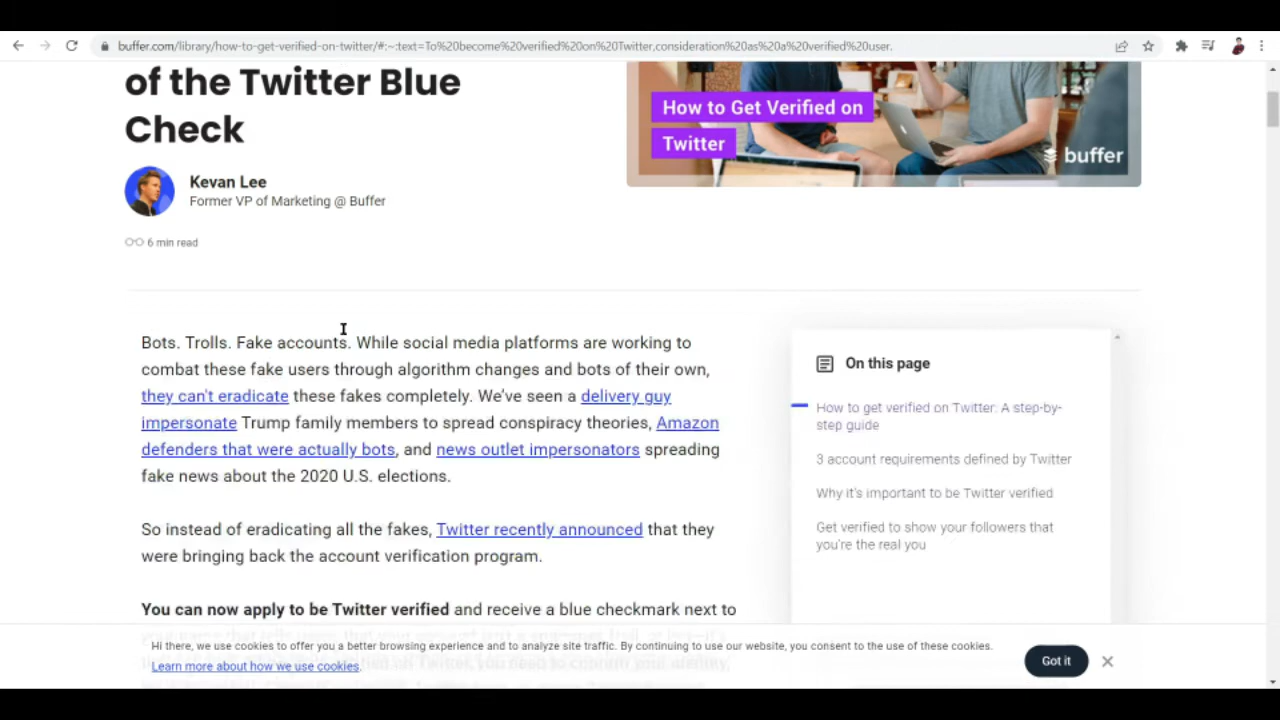 buffer.com/library/how-to-get-verified-on-twitter/#:~:text=To%20become%20verified%20on%20Twitter,consideration%20as%20a%20verified%20user.
of the Twitter Blue
Check
How to Get Verified on
Twitter
buffer
Kevan Lee
Former VP of Marketing @ Buffer
6 min read
Bots. Trolls. Fake accounts. While social media platforms are working to
combat these fake users through algorithm changes and bots of their own,
they can't eradicate these fakes completely. We've seen a delivery guy
impersonate Trump family members to spread conspiracy theories, Amazon
defenders that were actually bots, and news outlet impersonators spreading
fake news about the 2020 U.S. elections.
So instead of eradicating all the fakes, Twitter recently announced that they
were bringing back the account verification program.
You can now apply to be Twitter verified and receive a blue checkmark next to
On this page
How to get verified on Twitter: A step-by-
step guide
3 account requirements defined by Twitter
Why it's important to be Twitter verified
Get verified to show your followers that
you're the real you
Hi there, we use cookies to offer you a better browsing experience and to analyze site traffic. By continuing to use our website, you consent to the use of these cookies.
Learn more about how we use cookies.
Got it